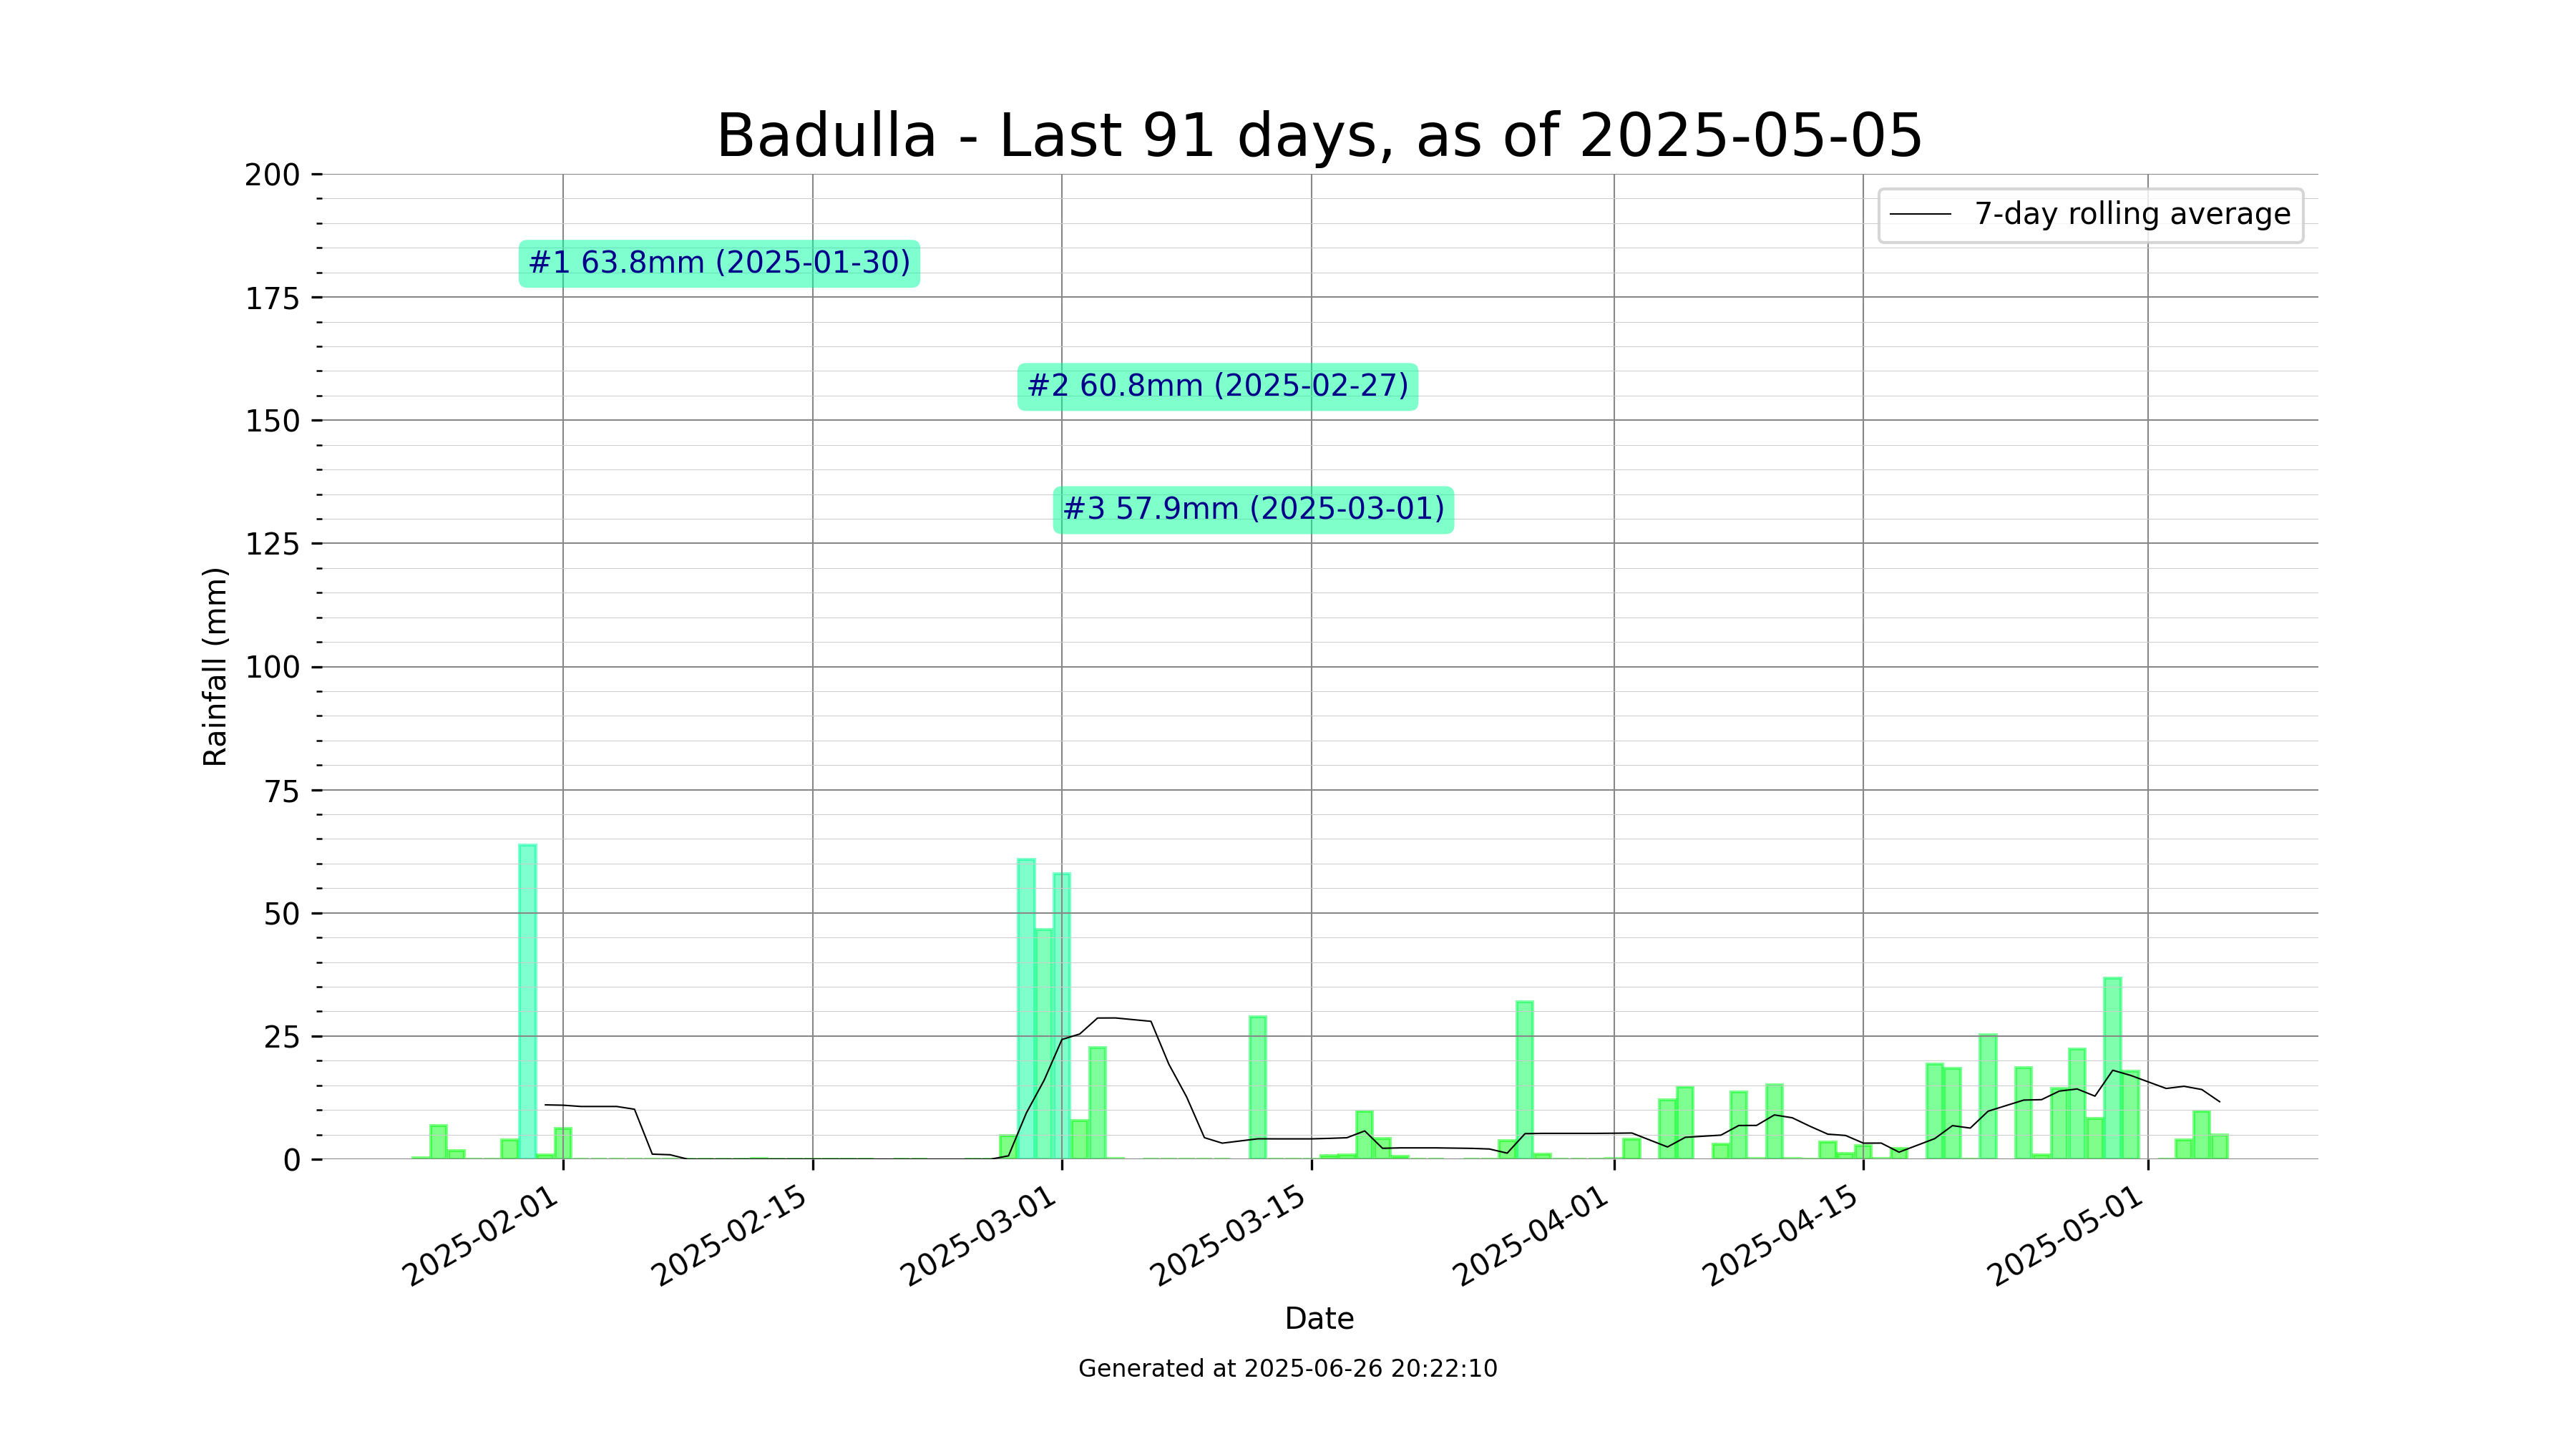 Badulla - Last 91 days, as of 2025-05-05
7-day rolling average
#1 63.8mm (2025-01-30)
#2 60.8mm (2025-02-27)
#3 57.9mm (2025-03-01)
Rainfall (mm)
200
175
150
125
100
75
50
25
0
2025-02-01
2025-02-15
2025-03-01
2025-03-15
2025-04-01
2025-04-15
2025-05-01
Date
Generated at 2025-06-26 20:22:10